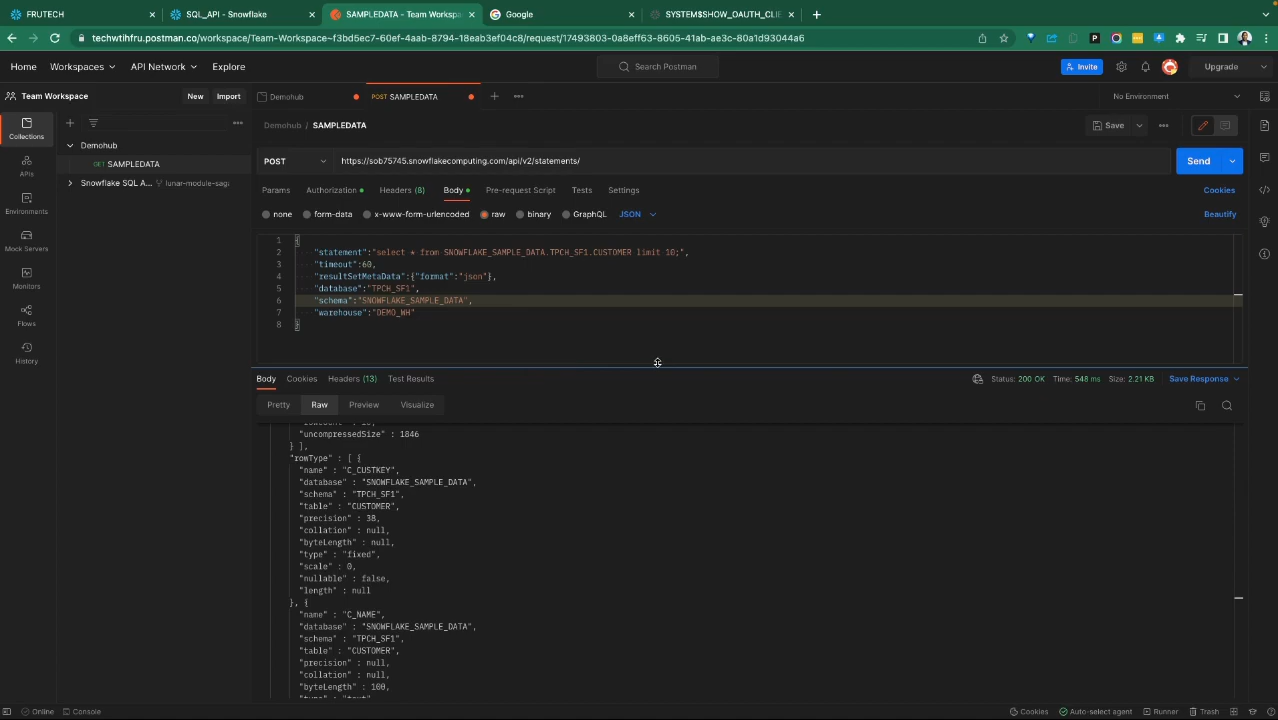 FRUTECH
SQL_API - Snowflake
SAMPLEDATA - Team Workspa
Google
SYSTEM$SHOW_OAUTH_CLIE
techwtihfru.postman.co/workspace/Team-Workspace~f3bd5ec7-60ef-4aab-8794-18eab3ef04c8/request/17493803-0a8eff63-8605-41ab-ae3c-80a1d93044a6
Home Workspaces API Network Explore
Search Postman
Invite
Upgrade
Team Workspace
New Import
Demohub
POST SAMPLEDATA
No Environment
Collections
Demohub
GET SAMPLEDATA
Snowflake SQL A... lunar-module-sag
APIs
Environments
Mock Servers
Monitors
Flows
History
Demohub / SAMPLEDATA
Save
POST
https://sob75745.snowflakecomputing.com/api/v2/statements/
Send
Params Authorization Headers (8) Body Pre-request Script Tests Settings
Cookies
none form-data x-www-form-urlencoded raw binary GraphQL JSON
Beautify
1 {
2 "statement":"select * from SNOWFLAKE_SAMPLE_DATA.TPCH_SF1.CUSTOMER limit 10;",
3 "timeout":60,
4 "resultSetMetaData":{"format":"json"},
5 "database":"TPCH_SF1",
6 "schema":"SNOWFLAKE_SAMPLE_DATA",
7 "warehouse":"DEMO_WH"
8 }
Body Cookies Headers (13) Test Results
Status: 200 OK Time: 548 ms Size: 2.21 KB
Save Response
Pretty Raw Preview Visualize
"uncompressedSize" : 1846
} ],
"rowType" : [ {
"name" : "C_CUSTKEY",
"database" : "SNOWFLAKE_SAMPLE_DATA",
"schema" : "TPCH_SF1",
"table" : "CUSTOMER",
"precision" : 38,
"collation" : null,
"byteLength" : null,
"type" : "fixed",
"scale" : 0,
"nullable" : false,
"length" : null
}, {
"name" : "C_NAME",
"database" : "SNOWFLAKE_SAMPLE_DATA",
"schema" : "TPCH_SF1",
"table" : "CUSTOMER",
"precision" : null,
"collation" : null,
"byteLength" : 100,
Online Console
Cookies Auto-select agent Runner Trash